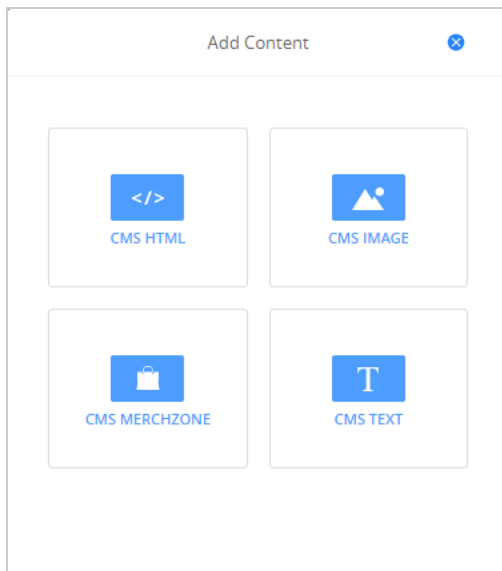 Add Content
</>
CMS HTML
CMS IMAGE
T
CMS MERCHZONE
CMS TEXT